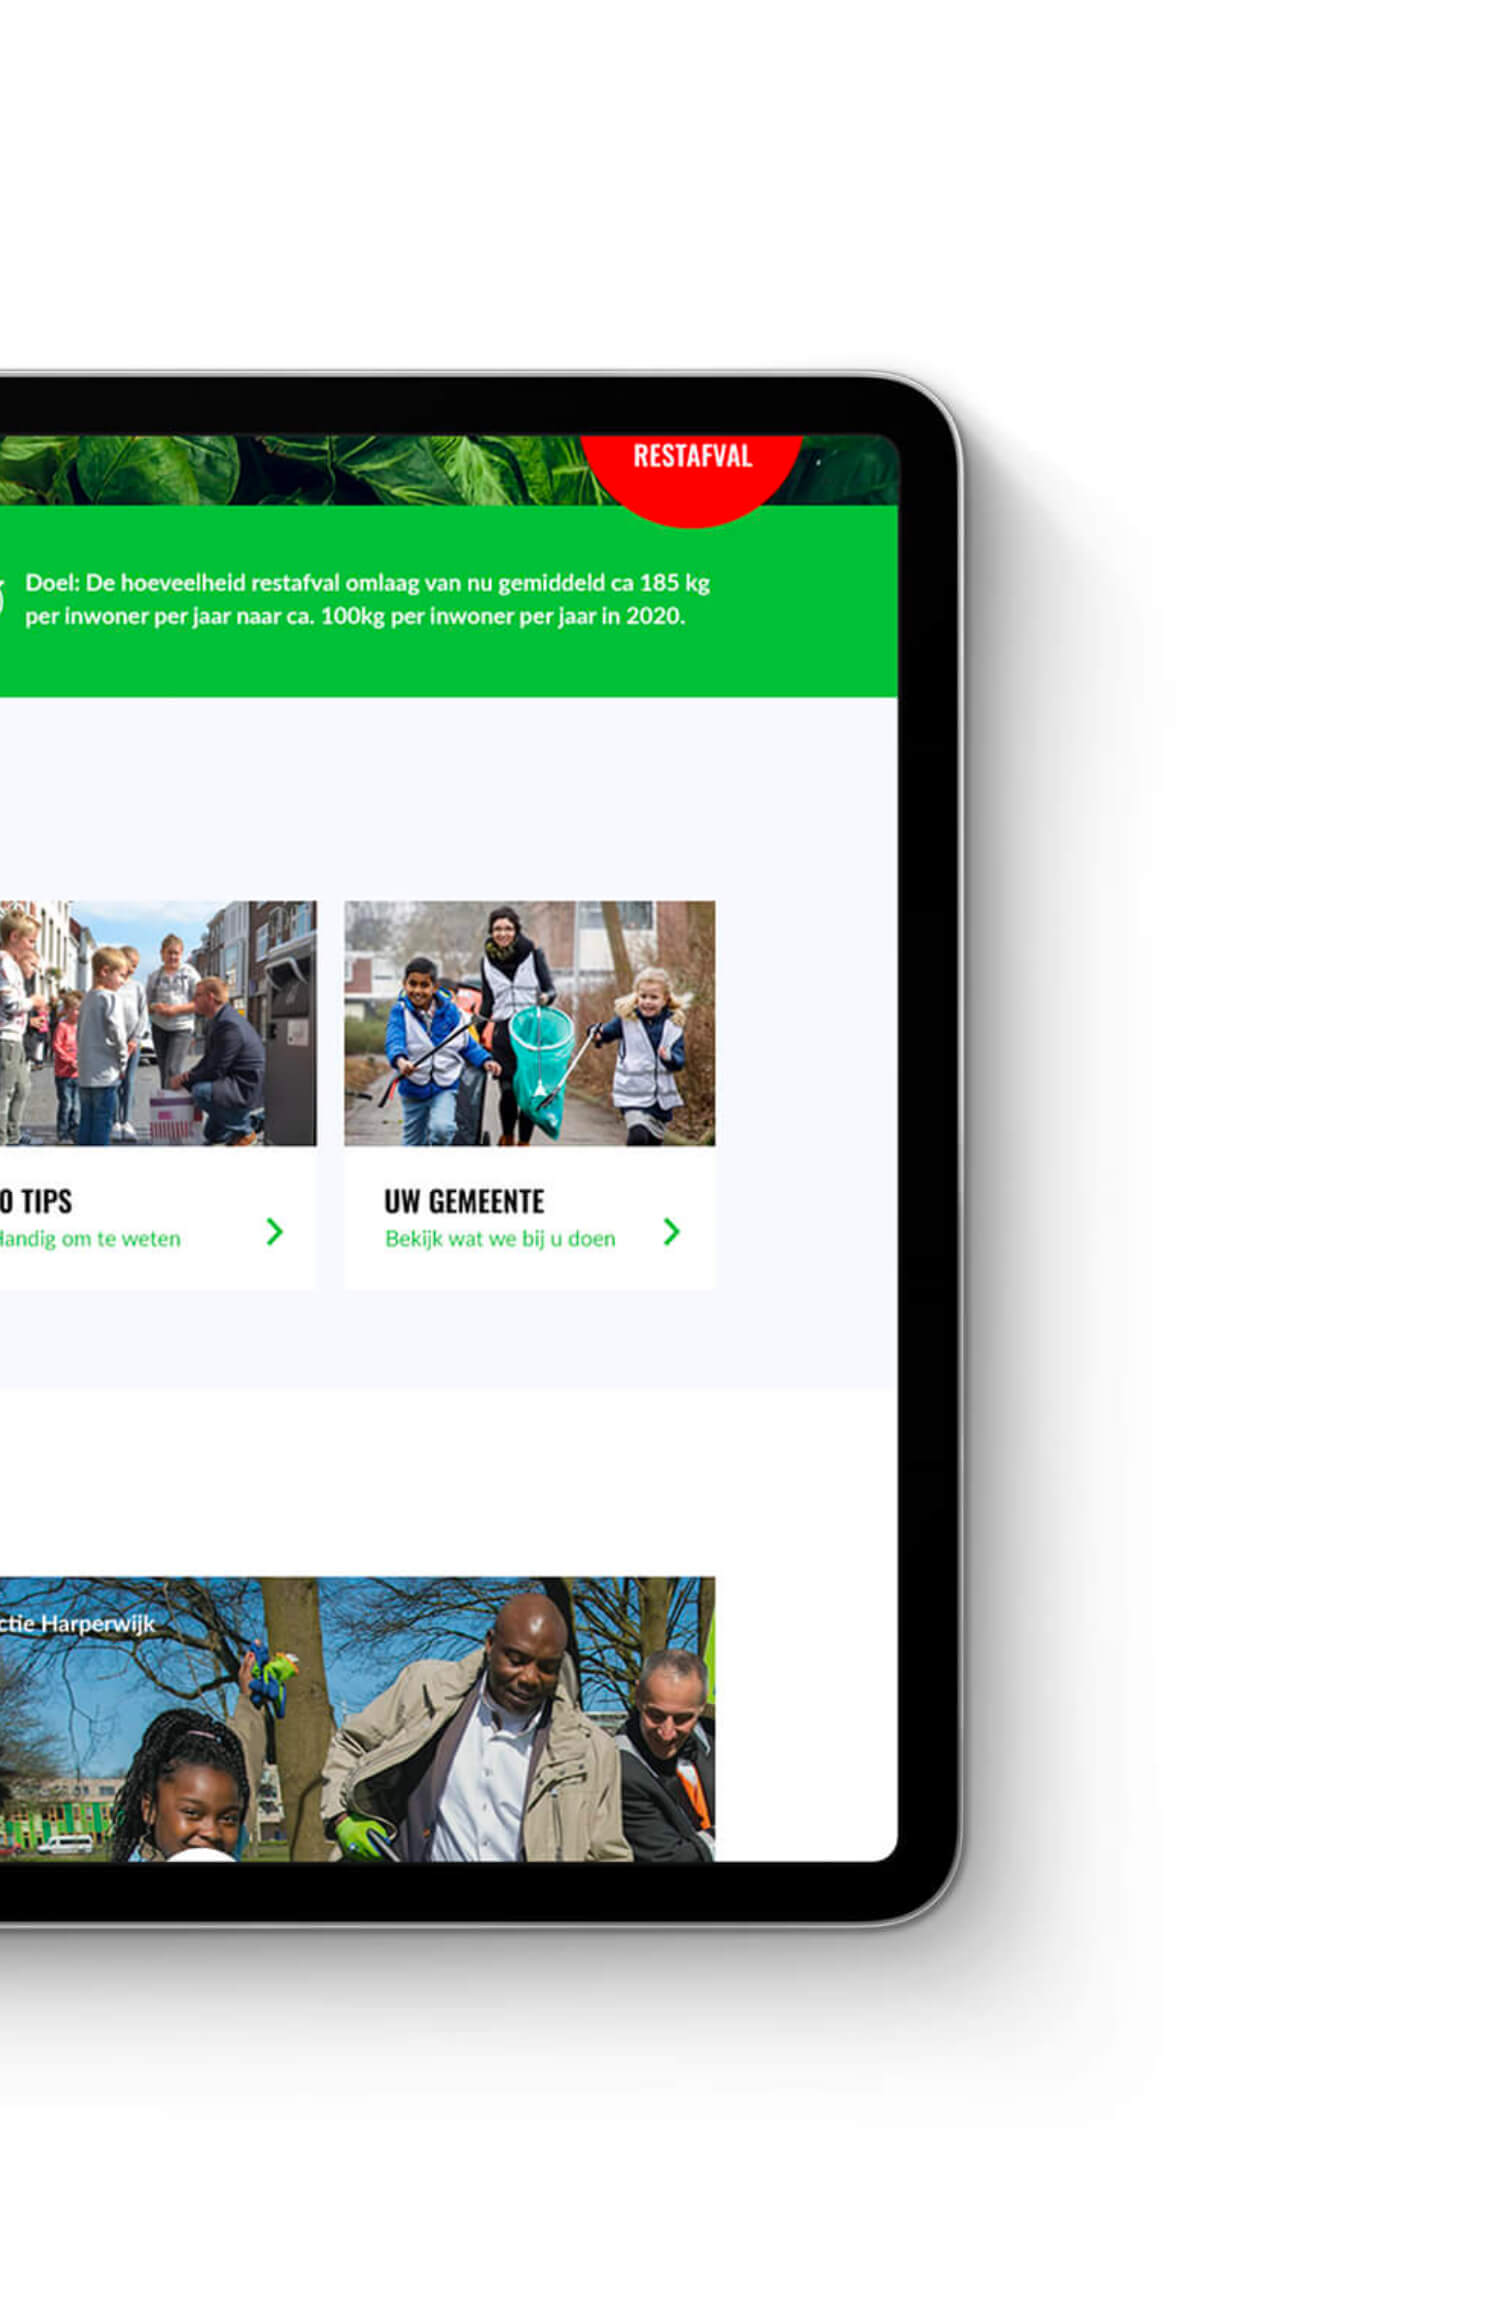 RESTAFVAL
Doel: De hoeveelheid restafval omlaag van nu gemiddeld ca 185 kg
per inwoner per jaar naar ca. 100kg per inwoner per jaar in 2020.
0 TIPS
Handig om te weten
UW GEMEENTE
Bekijk wat we bij u doen
ctie Harperwijk